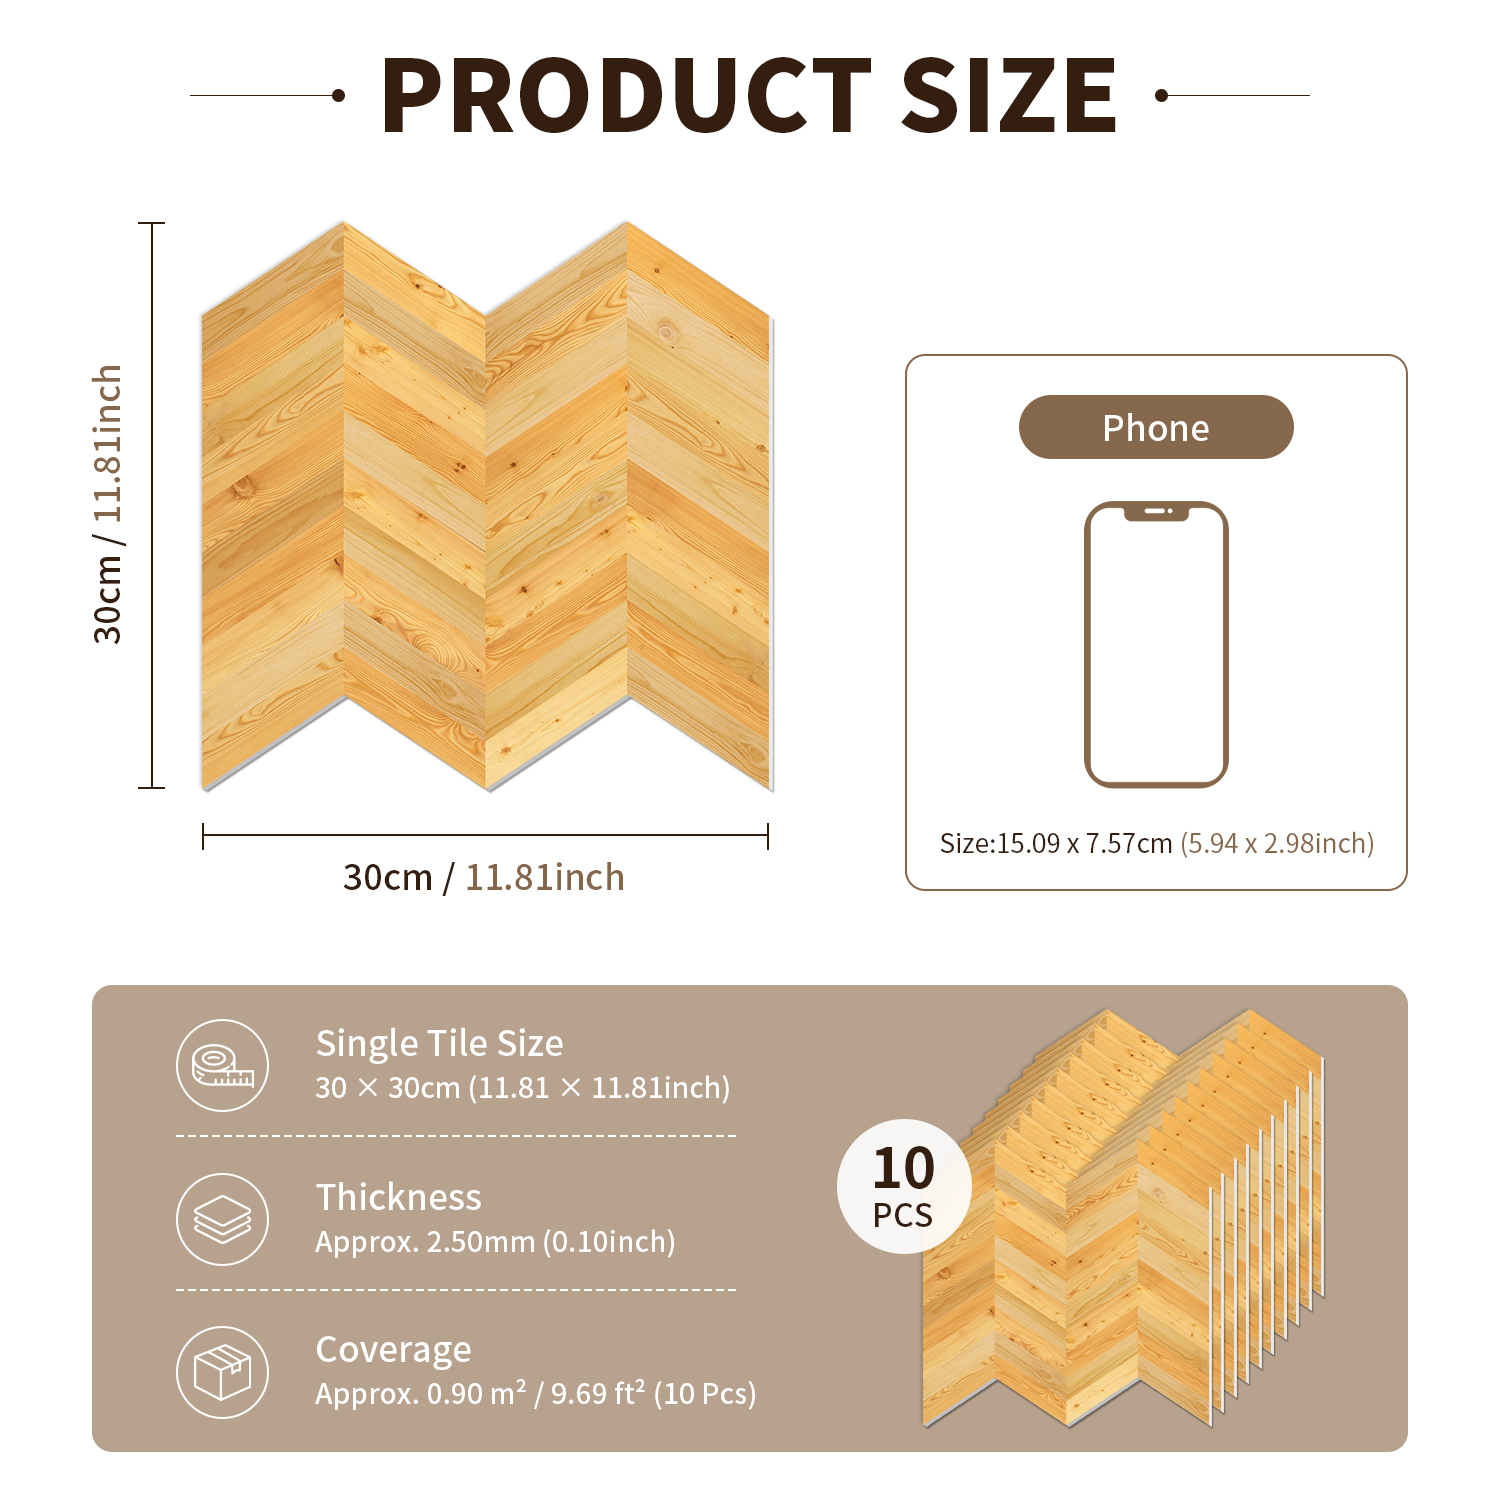 PRODUCT SIZE
30cm / 11.81inch
30cm / 11.81inch
Phone
Size:15.09 x 7.57cm (5.94 x 2.98inch)
Single Tile Size
30 × 30cm (11.81 × 11.81inch)
Thickness
Approx. 2.50mm (0.10inch)
Coverage
Approx. 0.90 m² / 9.69 ft² (10 Pcs)
10
PCS